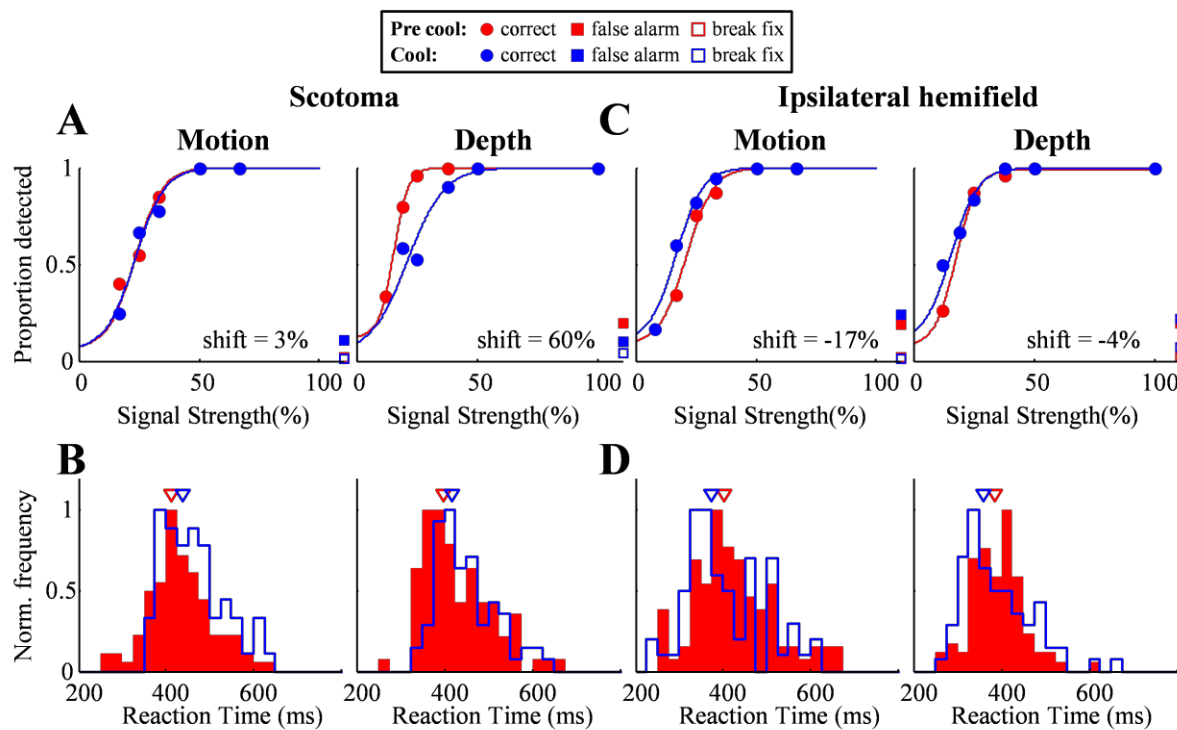 Pre cool: correct false alarm break fix
Cool: correct false alarm break fix
Scotoma
Ipsilateral hemifield
A
Motion
Depth
C
Motion
Depth
Proportion detected
1
0.5
0
shift = 3%
shift = 60%
shift = -17%
shift = -4%
0 50 100
0 50 100
0 50 100
0 50 100
Signal Strength(%)
Signal Strength(%)
Signal Strength(%)
Signal Strength(%)
B
D
Norm. frequency
1
0.5
0
200 400 600
200 400 600
200 400 600
200 400 600
Reaction Time (ms)
Reaction Time (ms)
Reaction Time (ms)
Reaction Time (ms)